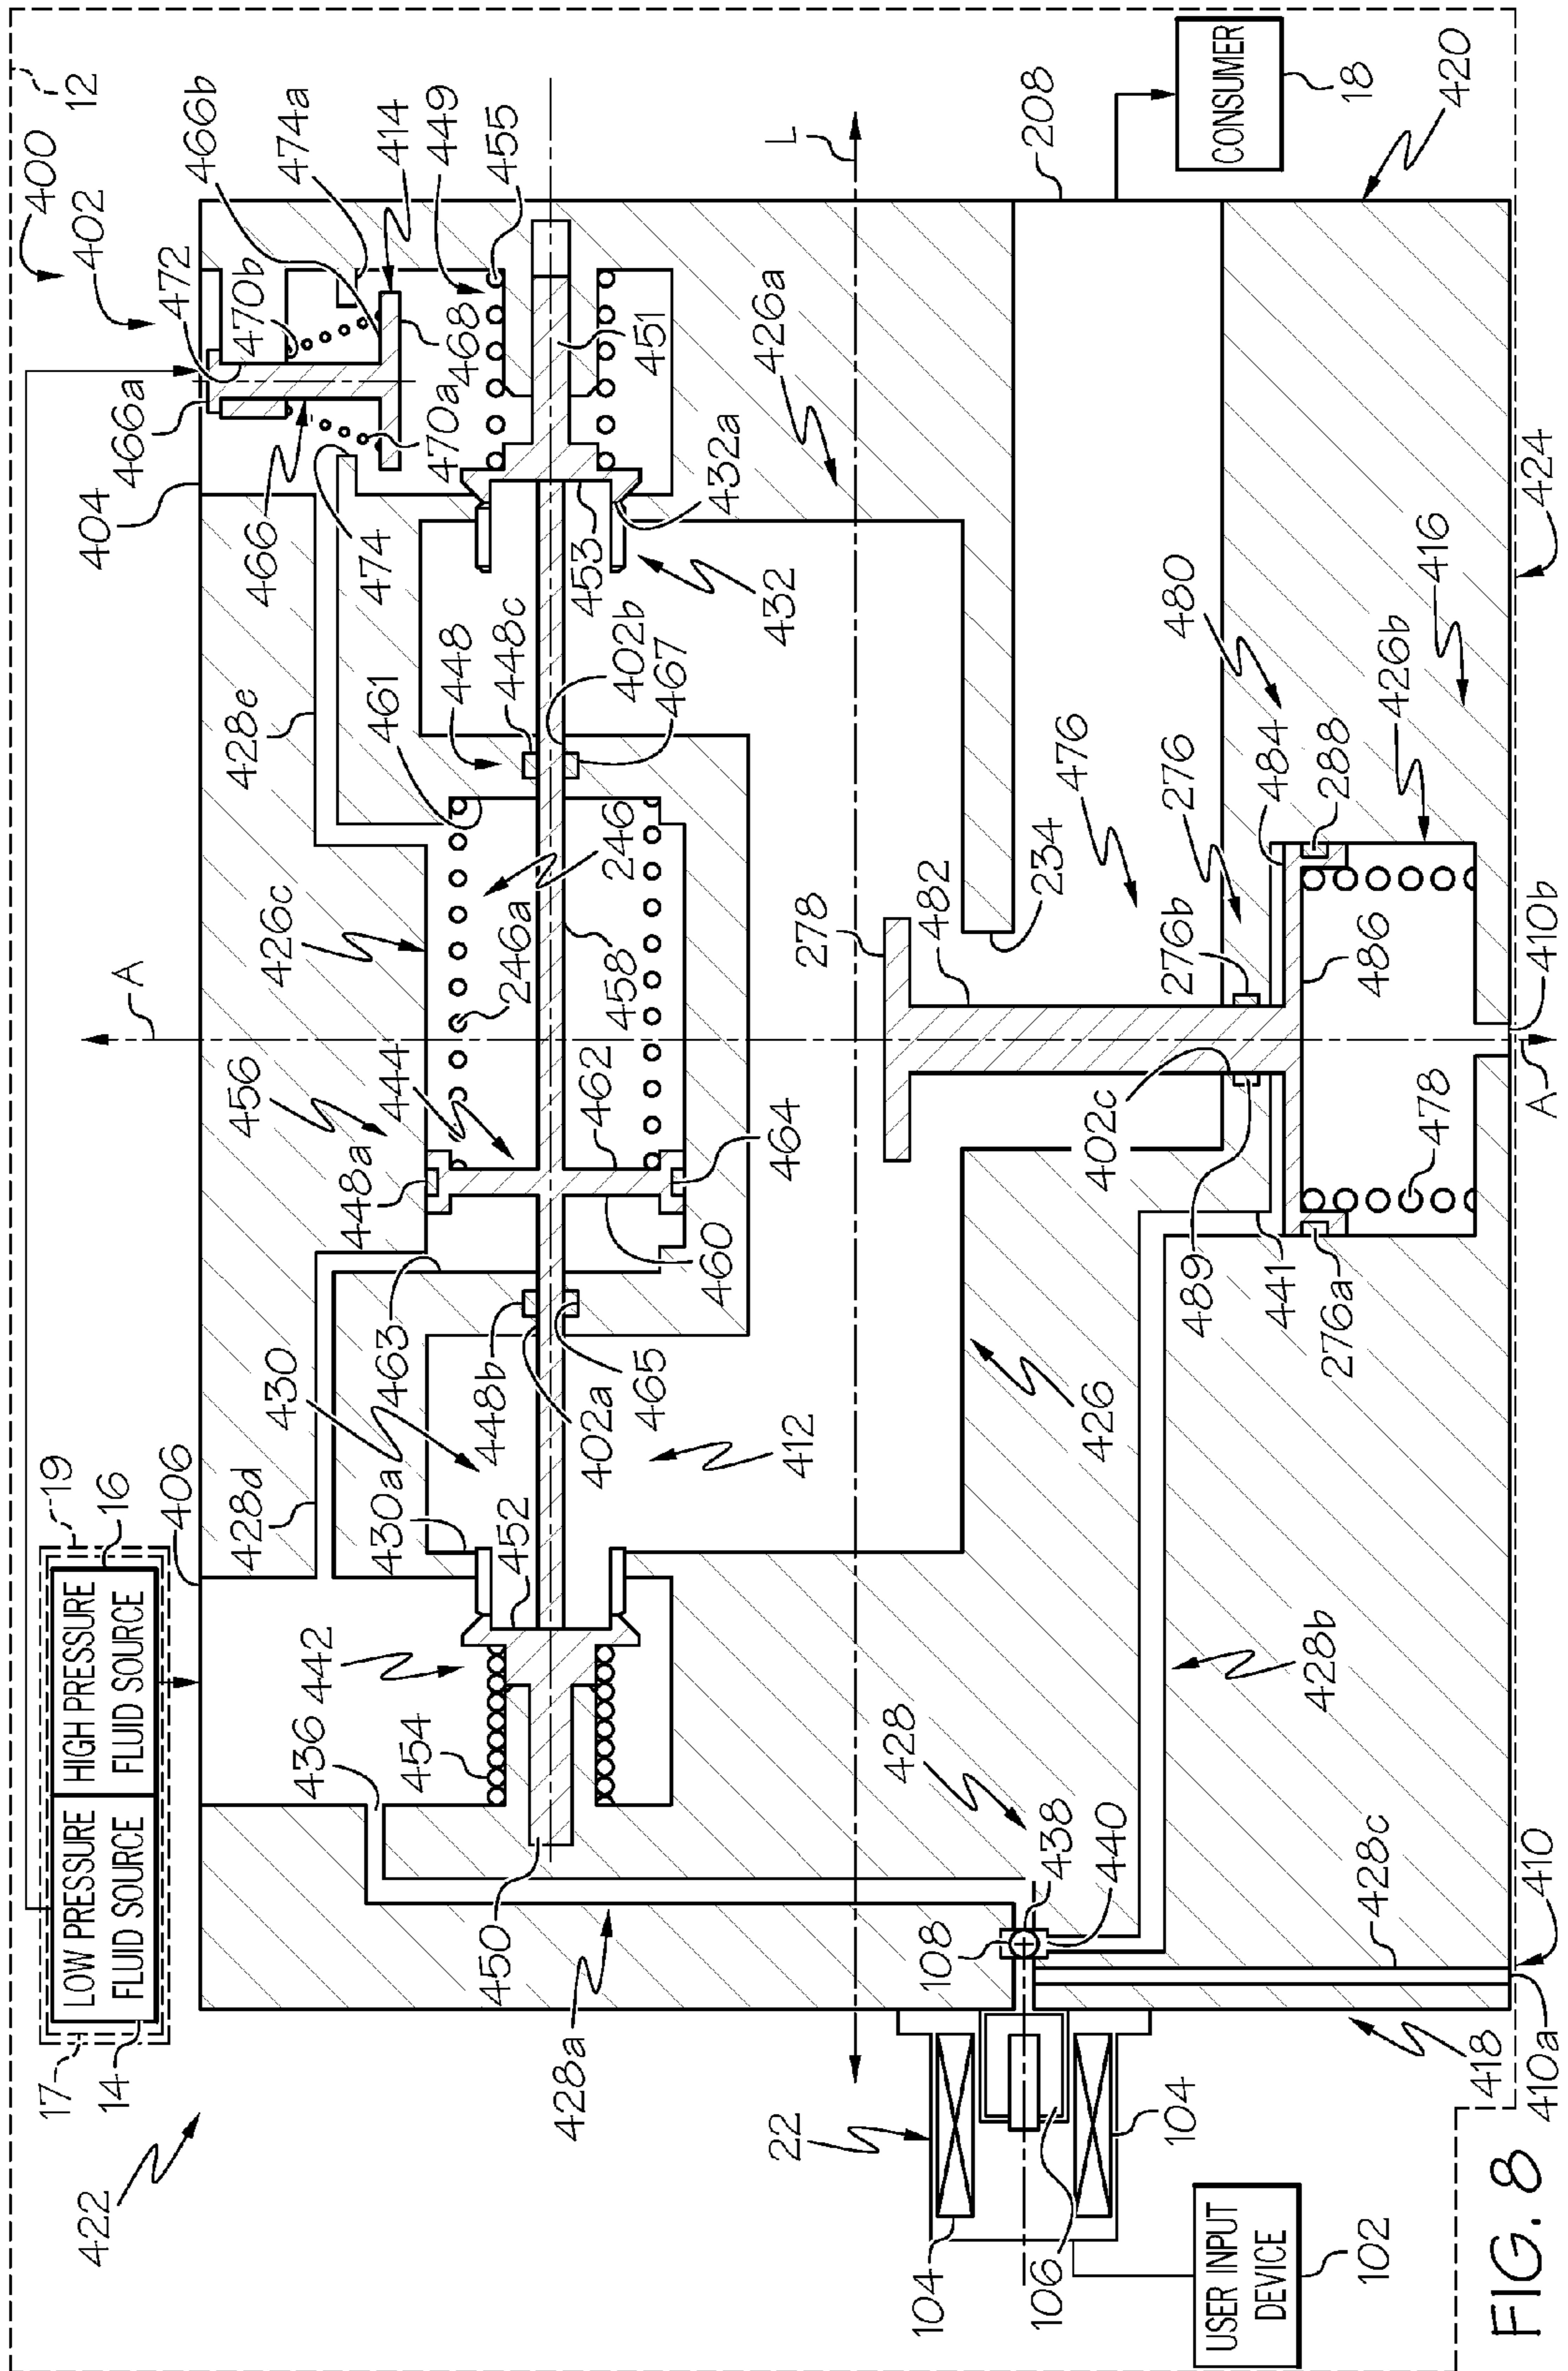 400
12
402
472
466a
470b
466b
474a
414
449
455
404
466
474
470a
468
451
426a
432a
453
432
L
208
CONSUMER
18
420
424
416
426b
480
484
288
276
276b
476
234
278
482
486
410b
A
478
402c
489
441
276a
426
428e
461
448
448c
402b
467
426c
246a
246
458
A
456
444
462
464
448a
460
463
430
448b
402a
465
412
428d
430a
452
406
19
16
HIGH PRESSURE
FLUID SOURCE
LOW PRESSURE
FLUID SOURCE
17
14
442
436
454
450
428a
428
438
440
108
428b
428c
410
410a
418
422
22
104
104
106
USER INPUT
DEVICE
102
FIG. 8